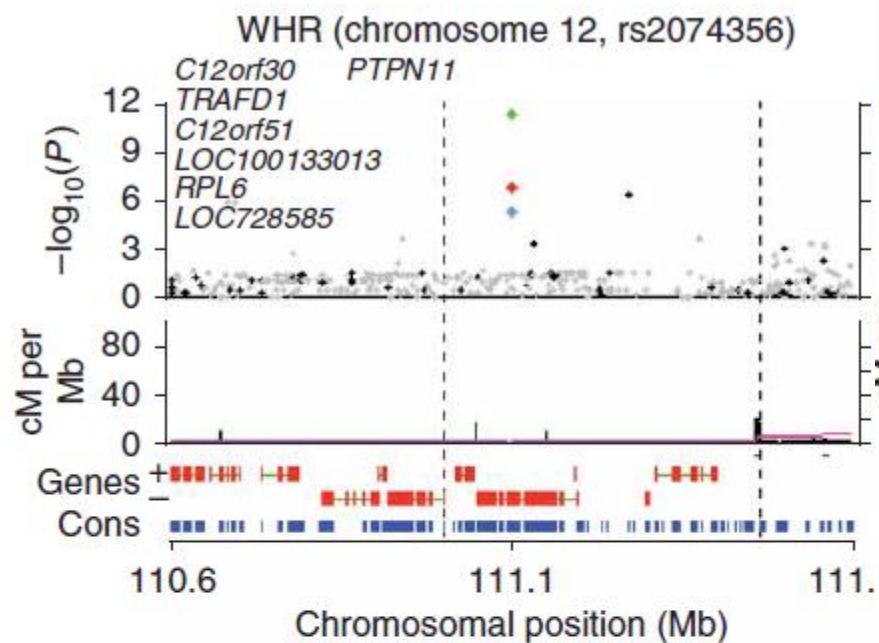 WHR (chromosome 12, rs2074356)
C12orf30 PTPN11
TRAFD1
C12orf51
LOC100133013
RPL6
LOC728585
12
9
6
3
0
–log10(P)
80
40
0
cM per
Mb
Genes +
–
Cons
110.6 111.1 111.
Chromosomal position (Mb)